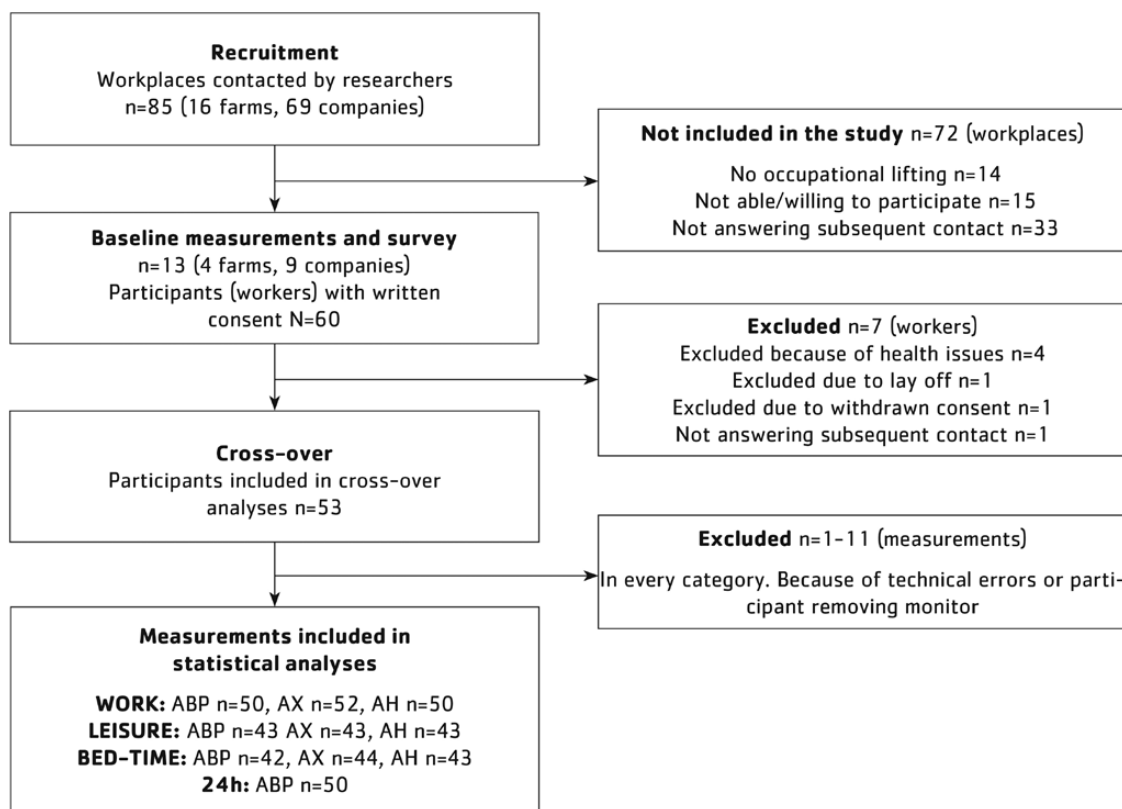 Recruitment
Workplaces contacted by researchers
n=85 (16 farms, 69 companies)
Not included in the study n=72 (workplaces)
No occupational lifting n=14
Not able/willing to participate n=15
Not answering subsequent contact n=33
Baseline measurements and survey
n=13 (4 farms, 9 companies)
Participants (workers) with written
consent N=60
Excluded n=7 (workers)
Excluded because of health issues n=4
Excluded due to lay off n=1
Excluded due to withdrawn consent n=1
Not answering subsequent contact n=1
Cross-over
Participants included in cross-over
analyses n=53
Excluded n=1-11 (measurements)
In every category. Because of technical errors or parti-
cipant removing monitor
Measurements included in
statistical analyses
WORK: ABP n=50, AX n=52, AH n=50
LEISURE: ABP n=43 AX n=43, AH n=43
BED-TIME: ABP n=42, AX n=44, AH n=43
24h: ABP n=50